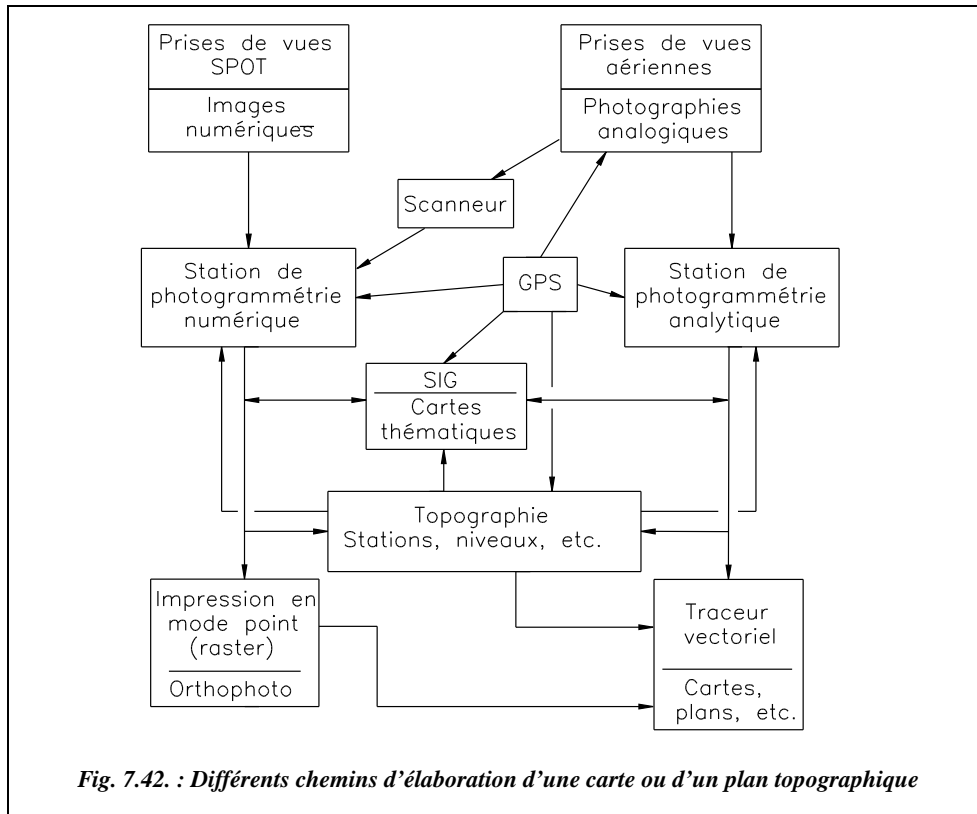 Prises de vues
SPOT
Images
numériques
Prises de vues
aériennes
Photographies
analogiques
Scanneur
Station de
photogrammétrie
numérique
GPS
Station de
photogrammétrie
analytique
SIG
Cartes
thématiques
Topographie
Stations, niveaux, etc.
Impression en
mode point
(raster)
Orthophoto
Traceur
vectoriel
Cartes,
plans, etc.
Fig. 7.42. : Différents chemins d'élaboration d'une carte ou d'un plan topographique